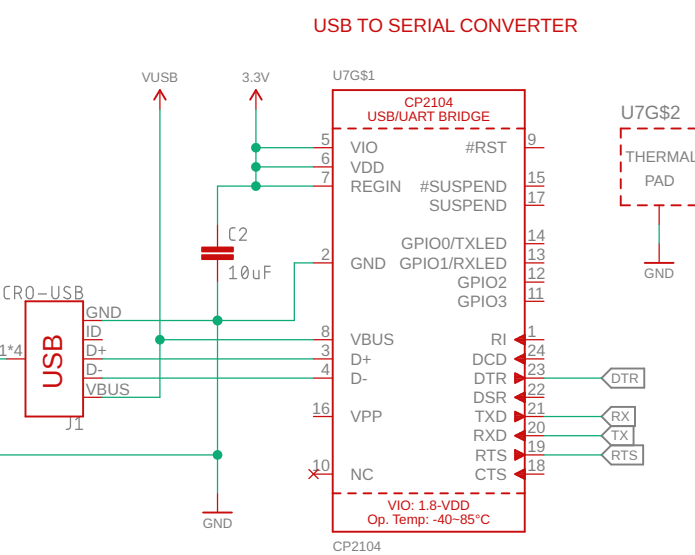 USB TO SERIAL CONVERTER
VUSB
3.3V
U7G$1
CP2104
USB/UART BRIDGE
U7G$2
THERMAL
PAD
GND
5
VIO
#RST
9
6
VDD
7
REGIN
#SUSPEND
15
SUSPEND
17
C2
10uF
GPIO0/TXLED
14
2
GND
GPIO1/RXLED
13
GPIO2
12
GPIO3
11
CRO-USB
USB
GND
ID
D+
D-
VBUS
J1
1*4
8
VBUS
RI
1
3
D+
DCD
24
4
D-
DTR
23
DTR
DSR
22
16
VPP
TXD
21
RX
RXD
20
TX
RTS
19
RTS
10
NC
CTS
18
VIO: 1.8-VDD
Op. Temp: -40~85°C
GND
CP2104